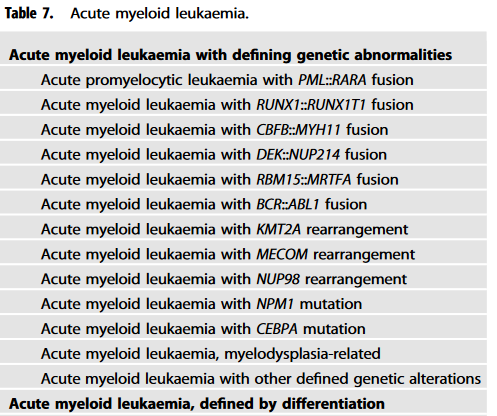 Table 7. Acute myeloid leukaemia.
Acute myeloid leukaemia with defining genetic abnormalities
Acute promyelocytic leukaemia with PML::RARA fusion
Acute myeloid leukaemia with RUNX1::RUNX1T1 fusion
Acute myeloid leukaemia with CBFB::MYH11 fusion
Acute myeloid leukaemia with DEK::NUP214 fusion
Acute myeloid leukaemia with RBM15::MRTFA fusion
Acute myeloid leukaemia with BCR::ABL1 fusion
Acute myeloid leukaemia with KMT2A rearrangement
Acute myeloid leukaemia with MECOM rearrangement
Acute myeloid leukaemia with NUP98 rearrangement
Acute myeloid leukaemia with NPM1 mutation
Acute myeloid leukaemia with CEBPA mutation
Acute myeloid leukaemia, myelodysplasia-related
Acute myeloid leukaemia with other defined genetic alterations
Acute myeloid leukaemia, defined by differentiation